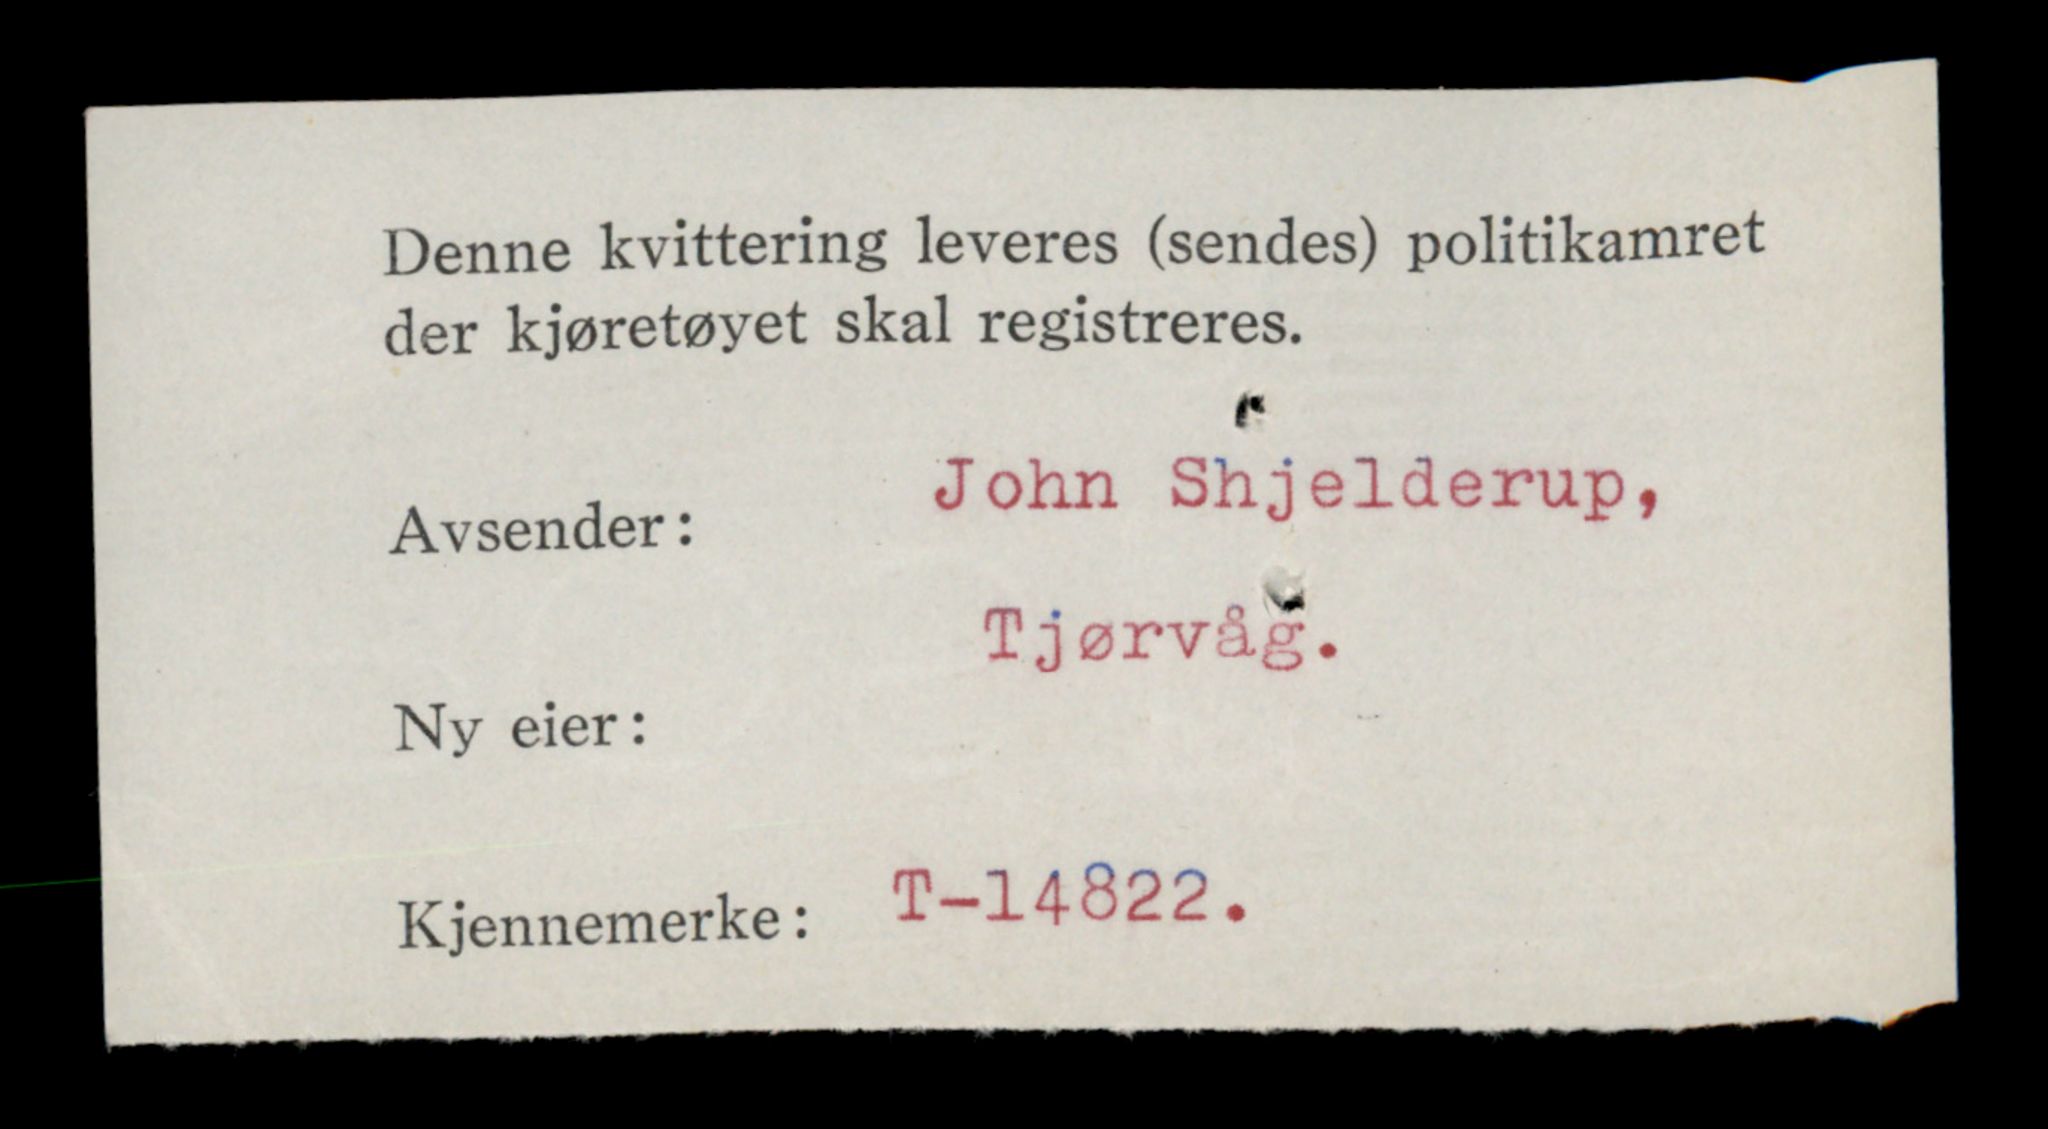 Denne kvittering leveres (sendes) politikamret
der kjøretøyet skal registreres.
Avsender: John Shjelderup,
Tjørvåg.
Ny eier:
Kjennemerke: T-14822.